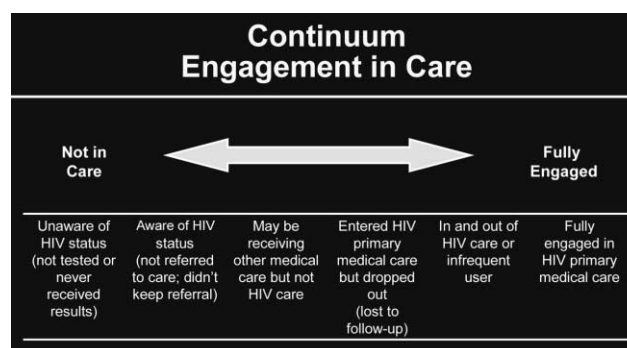 Continuum
Engagement in Care
Not in
Care
Fully
Engaged
Unaware of
HIV status
(not tested or
never
received
results)
Aware of HIV
status
(not referred
to care; didn't
keep referral)
May be
receiving
other medical
care but not
HIV care
Entered HIV
primary
medical care
but dropped
out
(lost to
follow-up)
In and out of
HIV care or
infrequent
user
Fully
engaged in
HIV primary
medical care